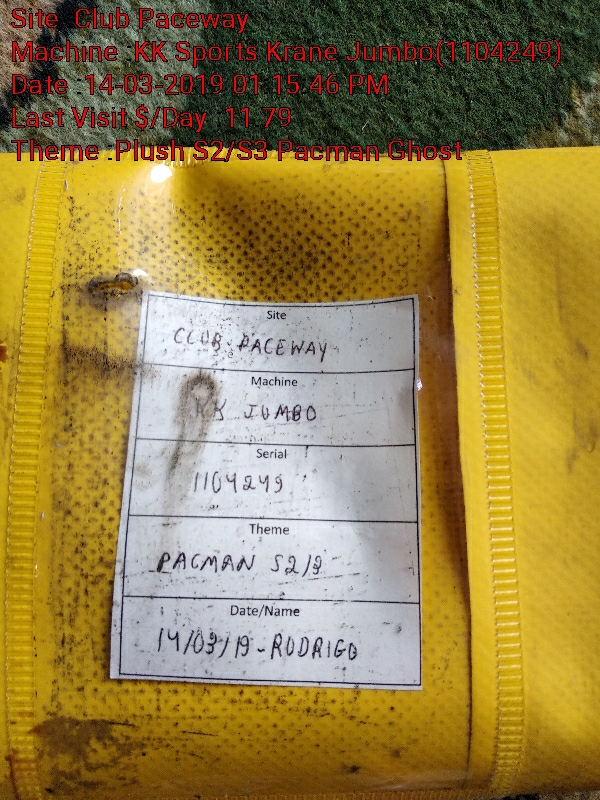 Site :Club Paceway
Machine :KK Sports Krane Jumbo(1104249)
Date :14-03-2019 01:15:46 PM
Last Visit $/Day :11.79
Theme :Plush S2/S3 Pacman Ghost
Site
CLUB PACEWAY
Machine
KK JUMBO
Serial
1104249
Theme
PACMAN S2/3
Date/Name
14/03/19-RODRIGO